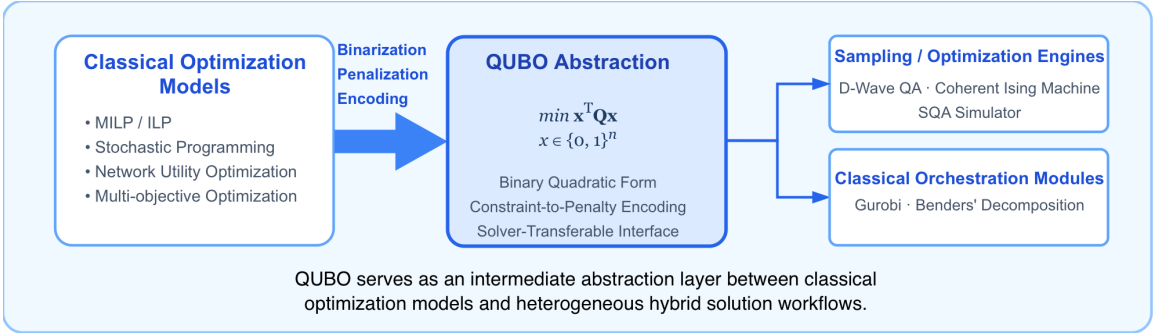 Classical Optimization
Models
• MILP / ILP
• Stochastic Programming
• Network Utility Optimization
• Multi-objective Optimization
Binarization
Penalization
Encoding
QUBO Abstraction
min xᵀQx
x ∈ {0, 1}ⁿ
Binary Quadratic Form
Constraint-to-Penalty Encoding
Solver-Transferable Interface
Sampling / Optimization Engines
D-Wave QA · Coherent Ising Machine
SQA Simulator
Classical Orchestration Modules
Gurobi · Benders' Decomposition
QUBO serves as an intermediate abstraction layer between classical
optimization models and heterogeneous hybrid solution workflows.